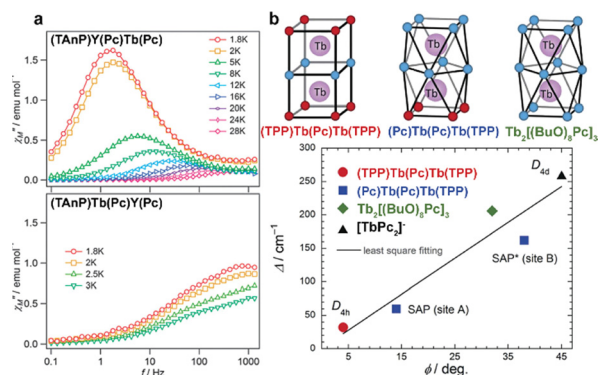 a
(TAnP)Y(Pc)Tb(Pc)
1.8K
2K
5K
8K
12K
16K
20K
24K
28K
χM" / emu mol⁻¹
1.5
1.0
0.5
0.0
(TAnP)Tb(Pc)Y(Pc)
1.8K
2K
2.5K
3K
χM" / emu mol⁻¹
1.5
1.0
0.5
0.0
0.1
1
10
100
1000
f / Hz
b
Tb
Tb
Tb
Tb
Tb
Tb
(TPP)Tb(Pc)Tb(TPP)
(Pc)Tb(Pc)Tb(TPP)
Tb2[(BuO)8Pc]3
(TPP)Tb(Pc)Tb(TPP)
(Pc)Tb(Pc)Tb(TPP)
Tb2[(BuO)8Pc]3
[TbPc2]-
least square fitting
D4d
SAP* (site B)
D4h
SAP (site A)
Δ / cm⁻¹
300
250
200
150
100
50
0
5
15
25
35
45
ϕ / deg.